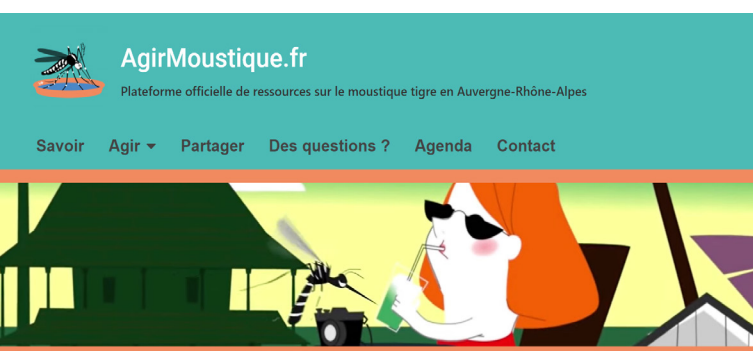 AgirMoustique.fr
Plateforme officielle de ressources sur le moustique tigre en Auvergne-Rhône-Alpes
Savoir Agir Partager Des questions ? Agenda Contact